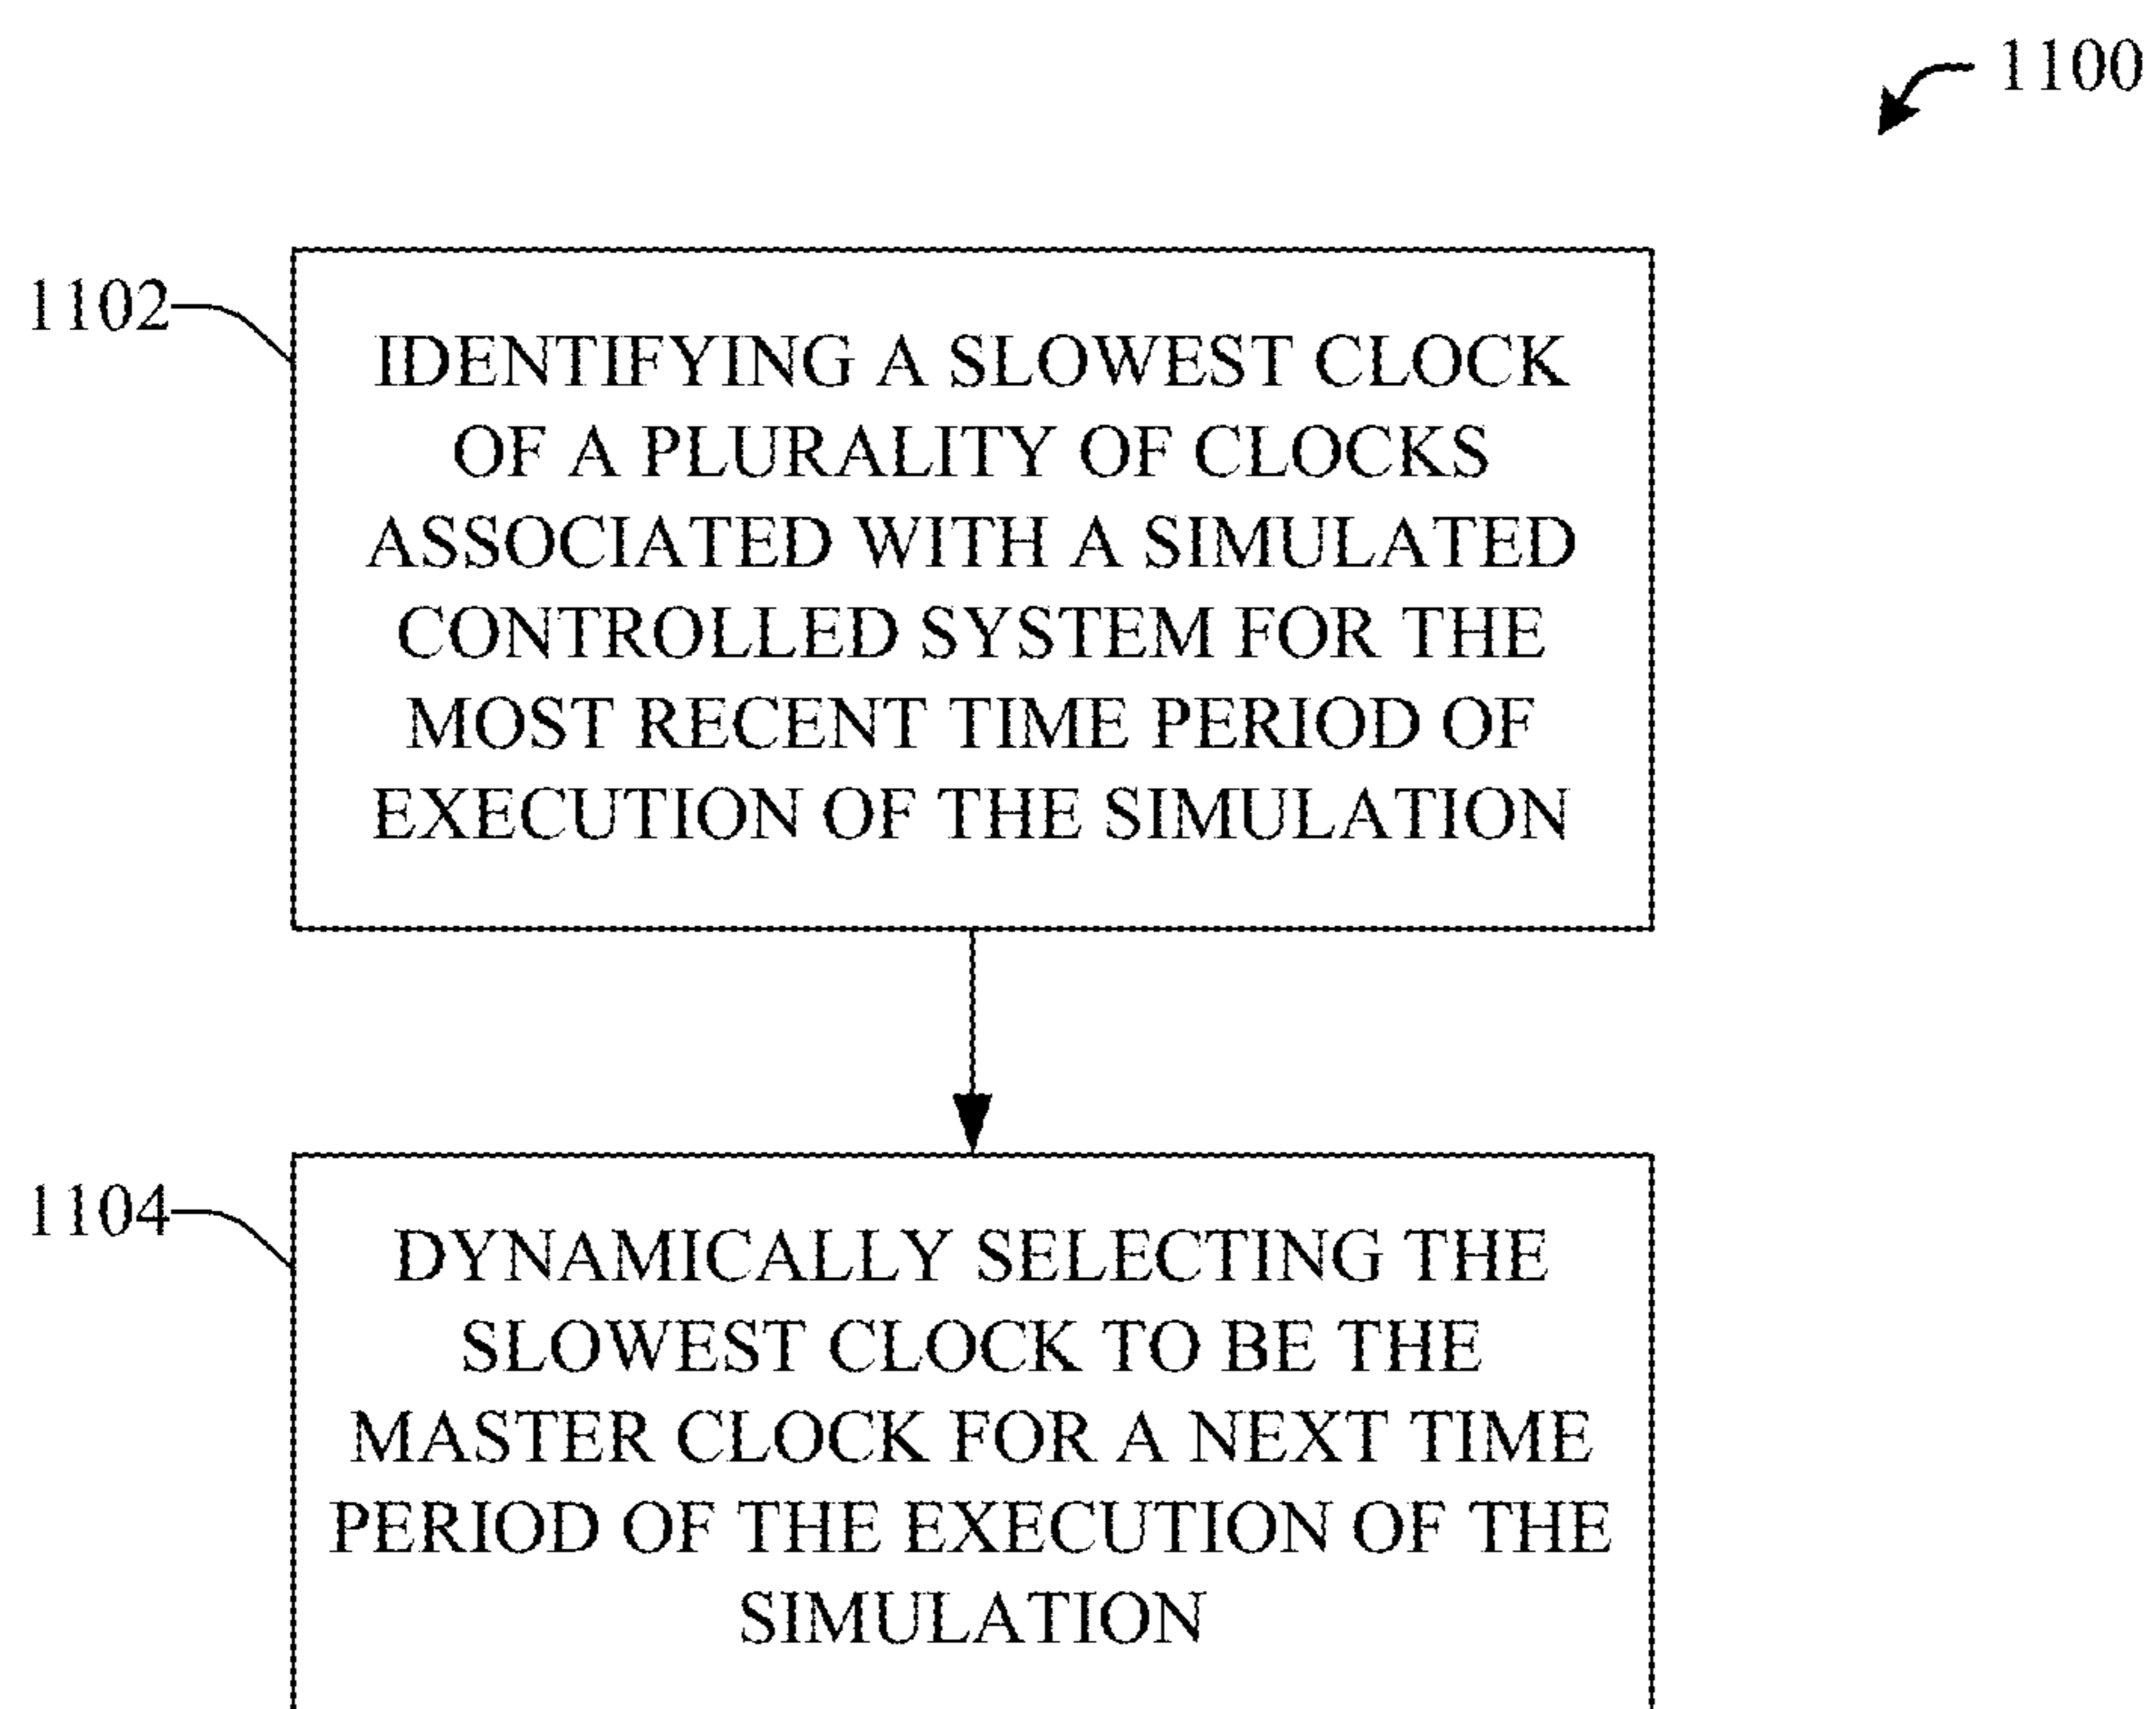 1100
1102
IDENTIFYING A SLOWEST CLOCK
OF A PLURALITY OF CLOCKS
ASSOCIATED WITH A SIMULATED
CONTROLLED SYSTEM FOR THE
MOST RECENT TIME PERIOD OF
EXECUTION OF THE SIMULATION
1104
DYNAMICALLY SELECTING THE
SLOWEST CLOCK TO BE THE
MASTER CLOCK FOR A NEXT TIME
PERIOD OF THE EXECUTION OF THE
SIMULATION